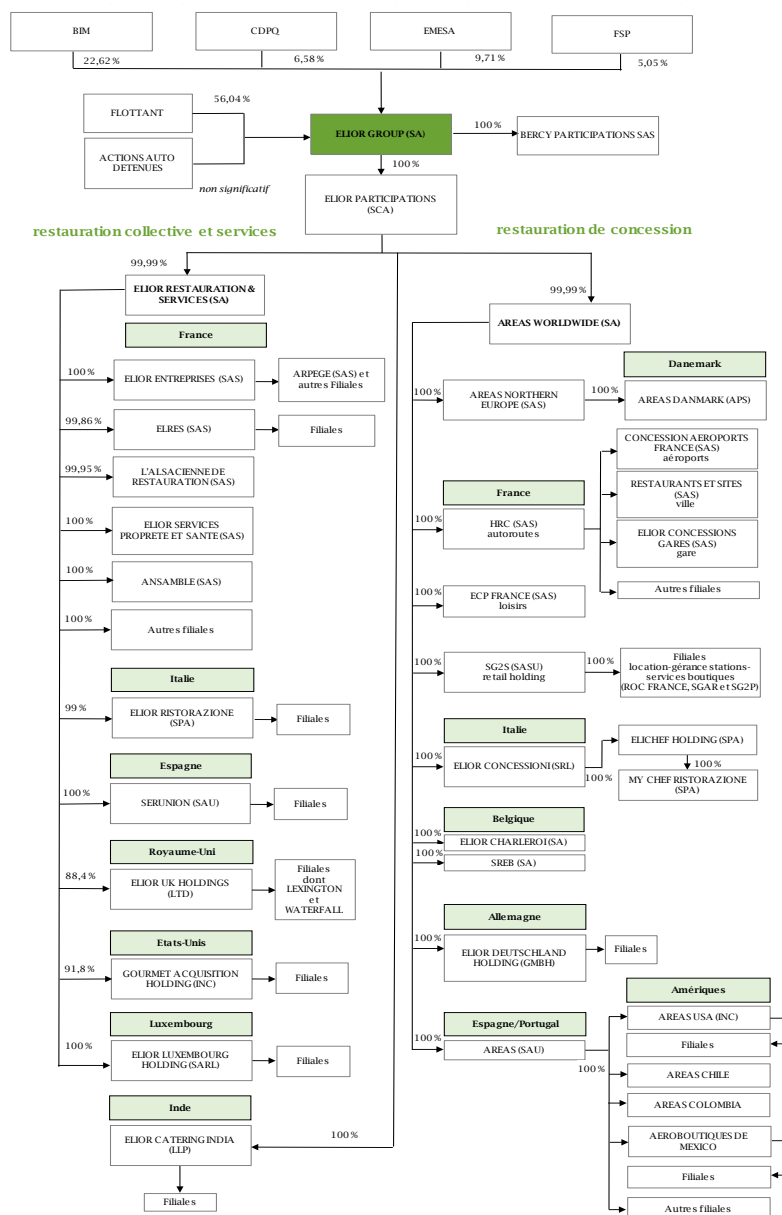 BIM
CDPQ
EMESA
FSP
22,62%
6,58%
9,71%
5,05%
FLOTTANT
56,04%
ACTIONS AUTO
DETENUES
non significatif
ELIOR GROUP (SA)
100%
BERCY PARTICIPATIONS SAS
100%
ELIOR PARTICIPATIONS
(SCA)
restauration collective et services
restauration de concession
99,99%
ELIOR RESTAURATION &
SERVICES (SA)
France
100%
ELIOR ENTREPRISES (SAS)
ARPEGE (SAS) et
autres Filiales
99,86%
ELRES (SAS)
Filiales
99,95%
L'ALSACIENNE DE
RESTAURATION (SAS)
100%
ELIOR SERVICES
PROPRETE ET SANTE (SAS)
100%
ANSAMBLE (SAS)
100%
Autres filiales
Italie
99%
ELIOR RISTORAZIONE
(SPA)
Filiales
Espagne
100%
SERUNION (SAU)
Filiales
Royaume-Uni
88,4%
ELIOR UK HOLDINGS
(LTD)
Filiales
dont
LEXINGTON
et
WATERFALL
Etats-Unis
91,8%
GOURMET ACQUISITION
HOLDING (INC)
Filiales
Luxembourg
100%
ELIOR LUXEMBOURG
HOLDING (SARL)
Filiales
Inde
ELIOR CATERING INDIA
(LLP)
100%
Filiales
99,99%
AREAS WORLDWIDE (SA)
Danemark
100%
AREAS NORTHERN
EUROPE (SAS)
100%
AREAS DANMARK (APS)
France
100%
HRC (SAS)
autoroutes
CONCESSION AEROPORTS
FRANCE (SAS)
aéroports
RESTAURANTS ET SITES
(SAS)
ville
ELIOR CONCESSIONS
GARES (SAS)
gare
Autres filiales
100%
ECP FRANCE (SAS)
loisirs
100%
SG2S (SASU)
retail holding
100%
Filiales
location-gérance stations-
services boutiques
(ROC FRANCE, SGAR et SG2P)
Italie
100%
ELIOR CONCESSIONI (SRL)
100%
ELICHEF HOLDING (SPA)
100%
MY CHEF RISTORAZIONE
(SPA)
Belgique
100%
ELIOR CHARLEROI (SA)
100%
SREB (SA)
Allemagne
100%
ELIOR DEUTSCHLAND
HOLDING (GMBH)
Filiales
Espagne/Portugal
100%
AREAS (SAU)
100%
Amériques
AREAS USA (INC)
Filiales
AREAS CHILE
AREAS COLOMBIA
AEROBOUTIQUES DE
MEXICO
Filiales
Autres filiales